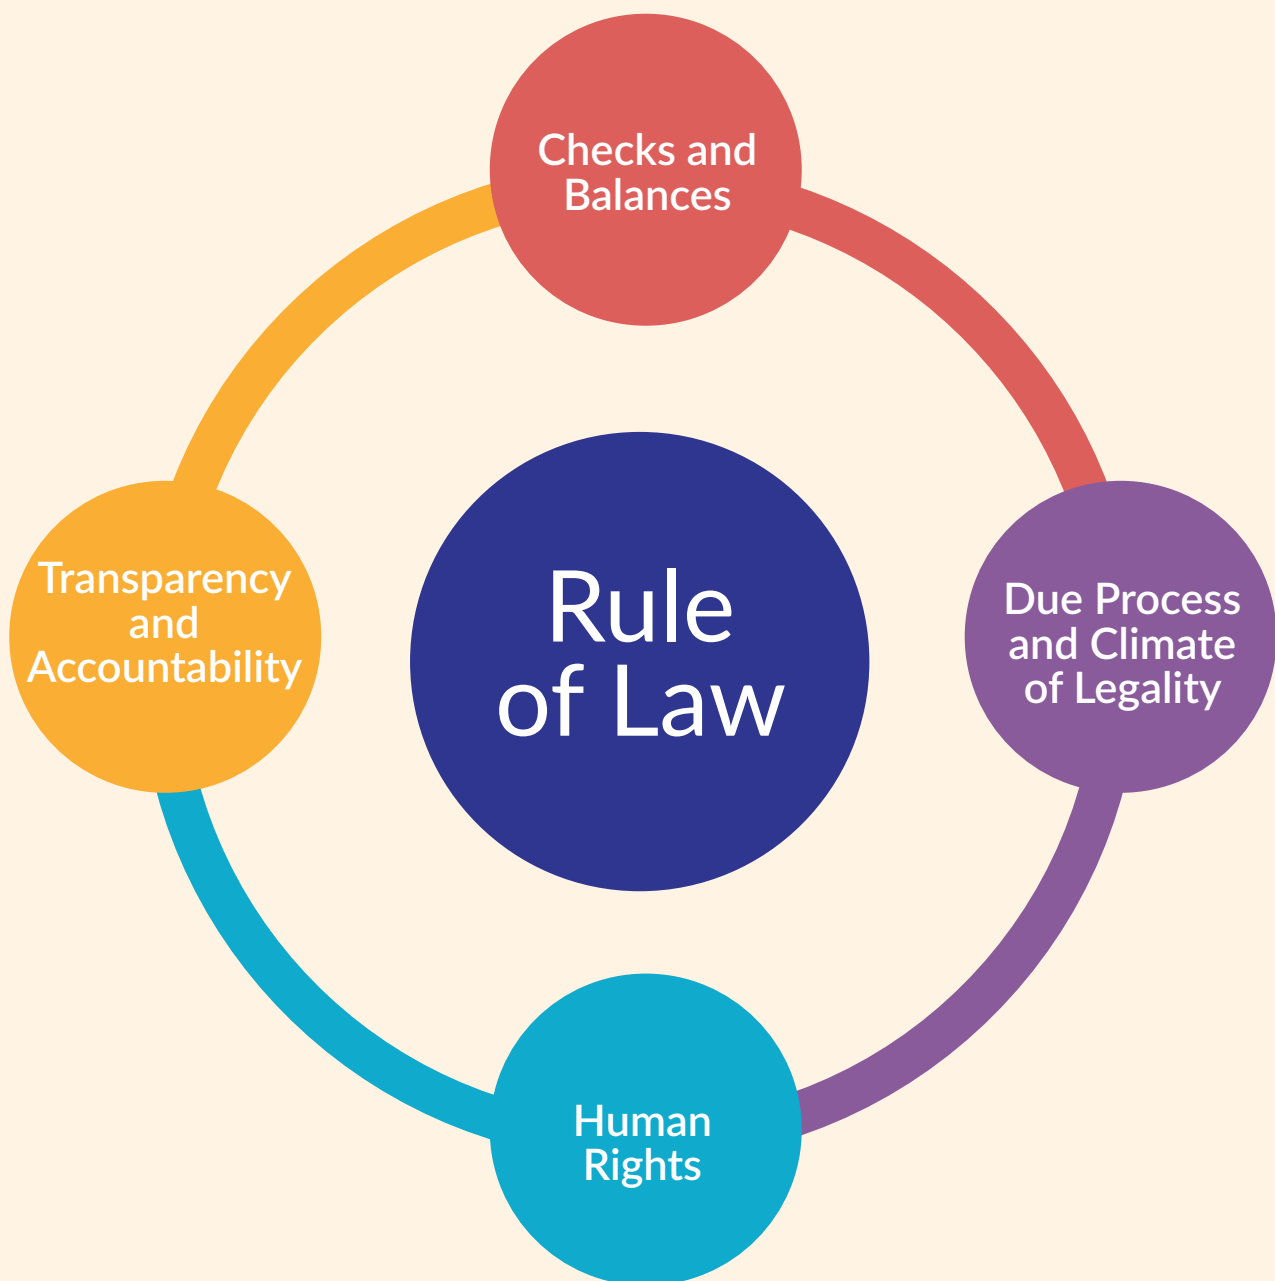 Checks and
Balances
Transparency
and
Accountability
Rule
of Law
Due Process
and Climate
of Legality
Human
Rights